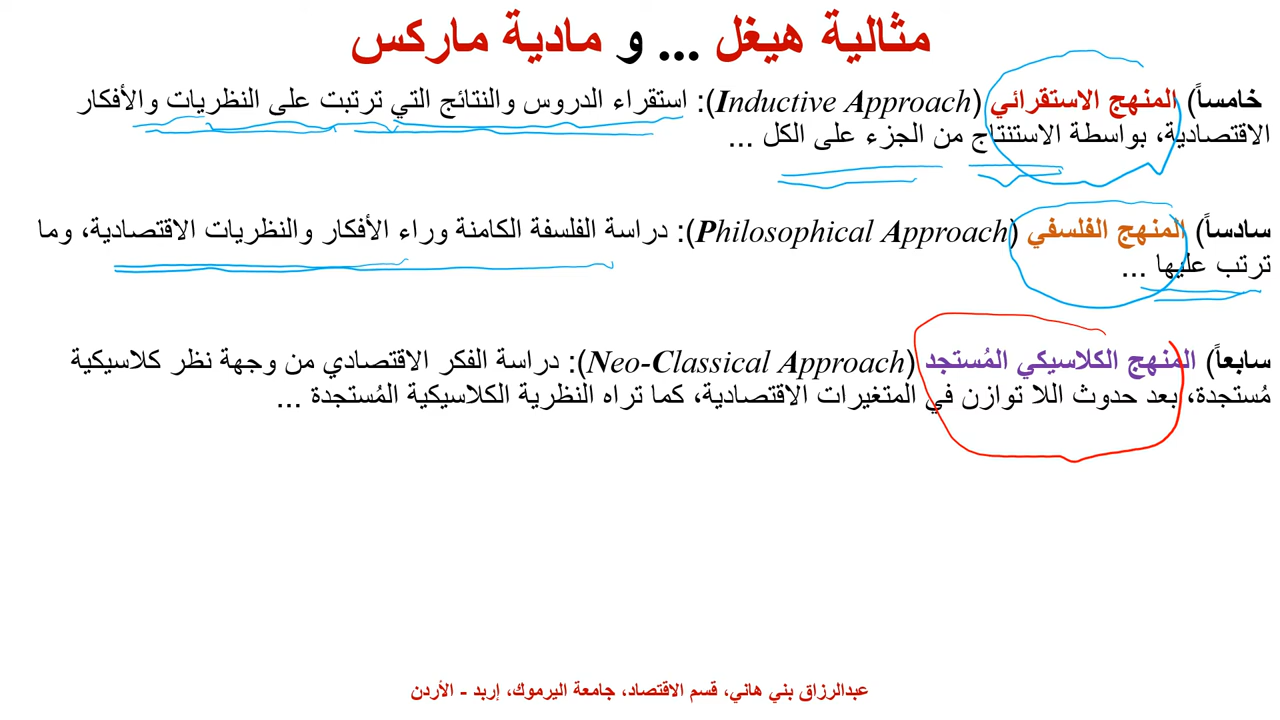 مثالية هيغل ... و مادية ماركس
خامساً) المنهج الاستقرائي (Inductive Approach): استقراء الدروس والنتائج التي ترتبت على النظريات والأفكار
الاقتصادية، بواسطة الاستنتاج من الجزء على الكل ...
سادساً) المنهج الفلسفي (Philosophical Approach): دراسة الفلسفة الكامنة وراء الأفكار والنظريات الاقتصادية، وما
ترتب عليها ...
سابعاً) المنهج الكلاسيكي المُستجد (Neo-Classical Approach): دراسة الفكر الاقتصادي من وجهة نظر كلاسيكية
مُستجدة، بعد حدوث اللا توازن في المتغيرات الاقتصادية، كما تراه النظرية الكلاسيكية المُستجدة ...
عبدالرزاق بني هاني، قسم الاقتصاد، جامعة اليرموك، إربد - الأردن